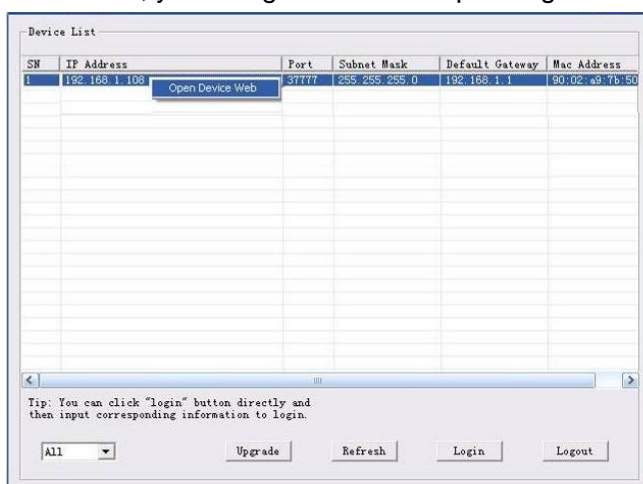 Device List
SN IP Address Port Subnet Mask Default Gateway Mac Address
1 192.168.1.108 37777 255.255.255.0 192.168.1.1 90:02:a9:7b:50
Open Device Web
Tip: You can click "login" button directly and
then input corresponding information to login.
All Upgrade Refresh Login Logout